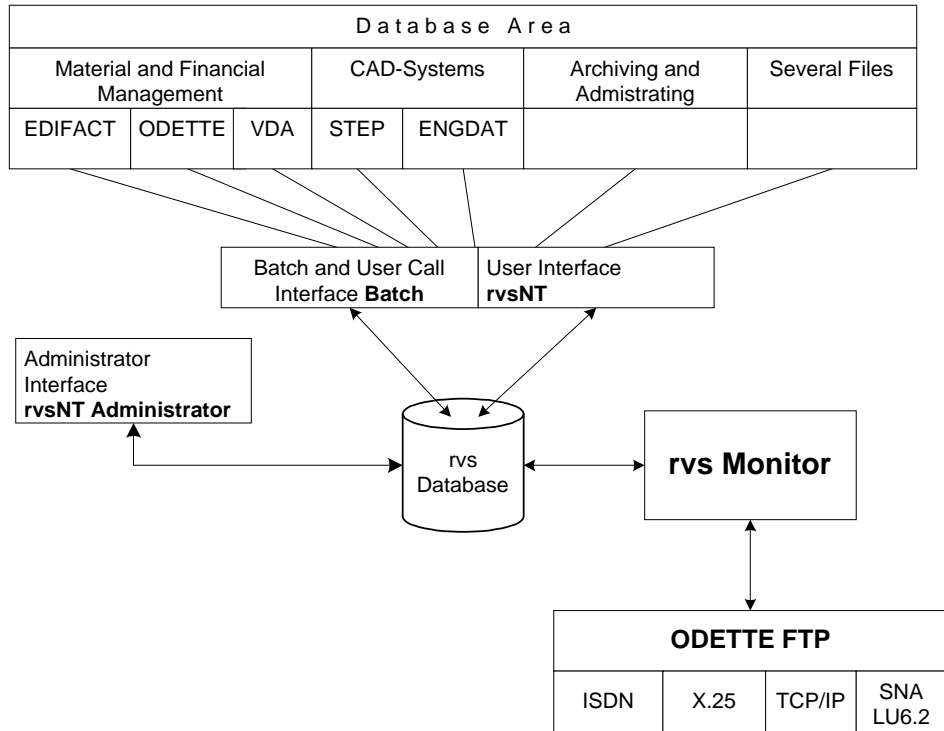 Database Area
Material and Financial
Management
CAD-Systems
Archiving and
Admistrating
Several Files
EDIFACT
ODETTE
VDA
STEP
ENGDAT
Batch and User Call
Interface Batch
User Interface
rvsNT
Administrator
Interface
rvsNT Administrator
rvs
Database
rvs Monitor
ODETTE FTP
ISDN
X.25
TCP/IP
SNA
LU6.2